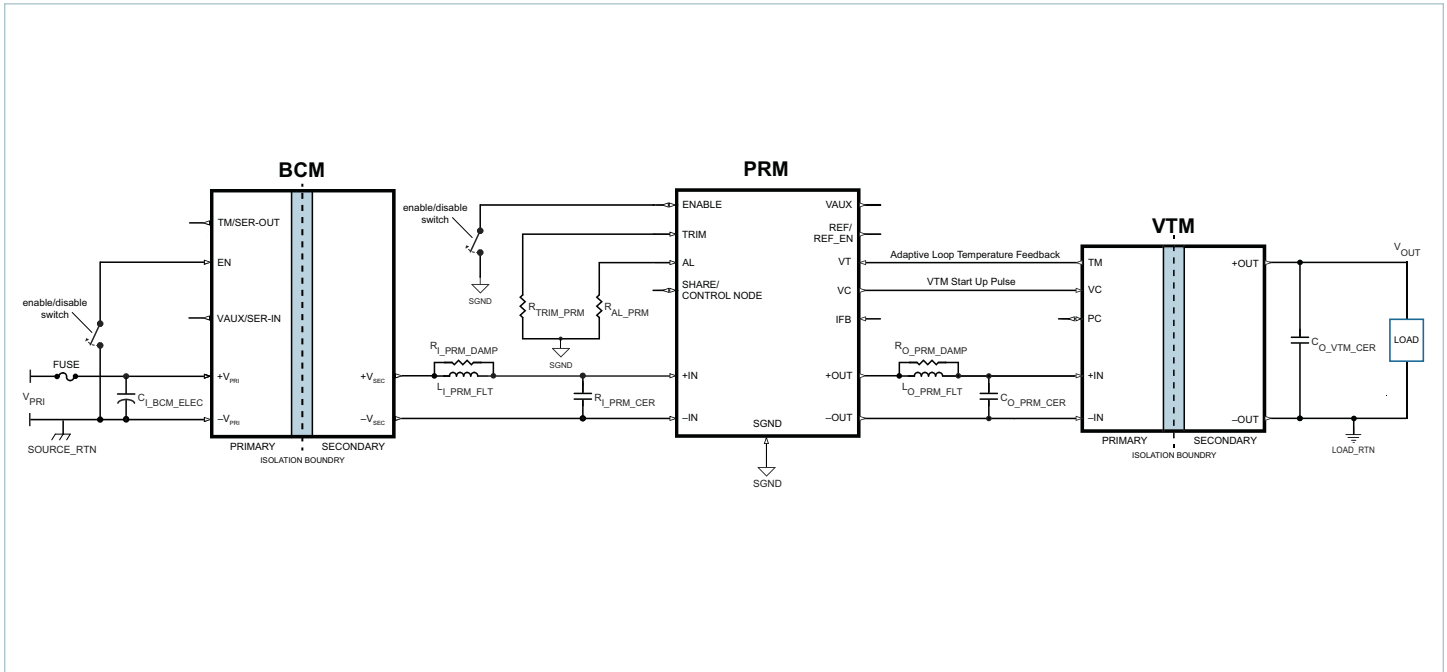 BCM
TM/SER-OUT
EN
enable/disable
switch
VAUX/SER-IN
FUSE
+V_PRI
V_PRI
C_I_BCM_ELEC
–V_PRI
SOURCE_RTN
+V_SEC
–V_SEC
PRIMARY
SECONDARY
ISOLATION BOUNDRY
PRM
enable/disable
switch
SGND
ENABLE
TRIM
AL
SHARE/
CONTROL NODE
R_TRIM_PRM
R_AL_PRM
SGND
R_I_PRM_DAMP
L_I_PRM_FLT
R_I_PRM_CER
+IN
–IN
VAUX
REF/
REF_EN
VT
VC
IFB
+OUT
–OUT
SGND
SGND
Adaptive Loop Temperature Feedback
VTM Start Up Pulse
R_O_PRM_DAMP
L_O_PRM_FLT
C_O_PRM_CER
VTM
TM
VC
PC
+IN
–IN
+OUT
–OUT
PRIMARY
SECONDARY
ISOLATION BOUNDRY
V_OUT
C_O_VTM_CER
LOAD
LOAD_RTN